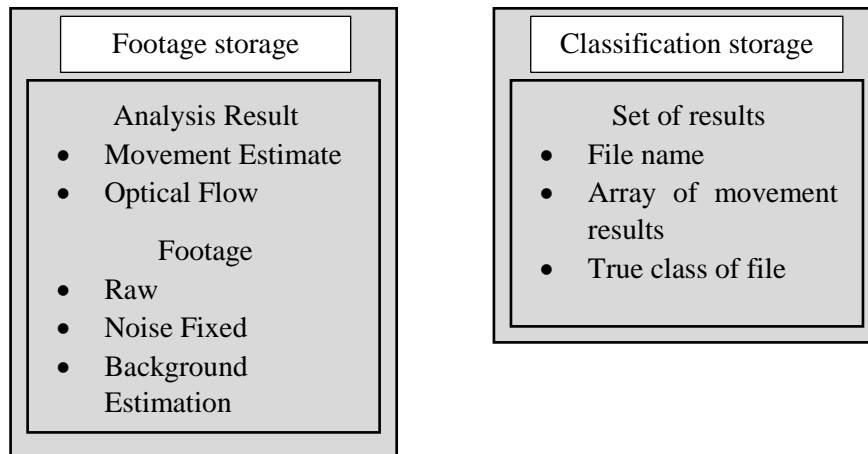 Footage storage
Analysis Result
• Movement Estimate
• Optical Flow
Footage
• Raw
• Noise Fixed
• Background
Estimation
Classification storage
Set of results
• File name
• Array of movement
results
• True class of file